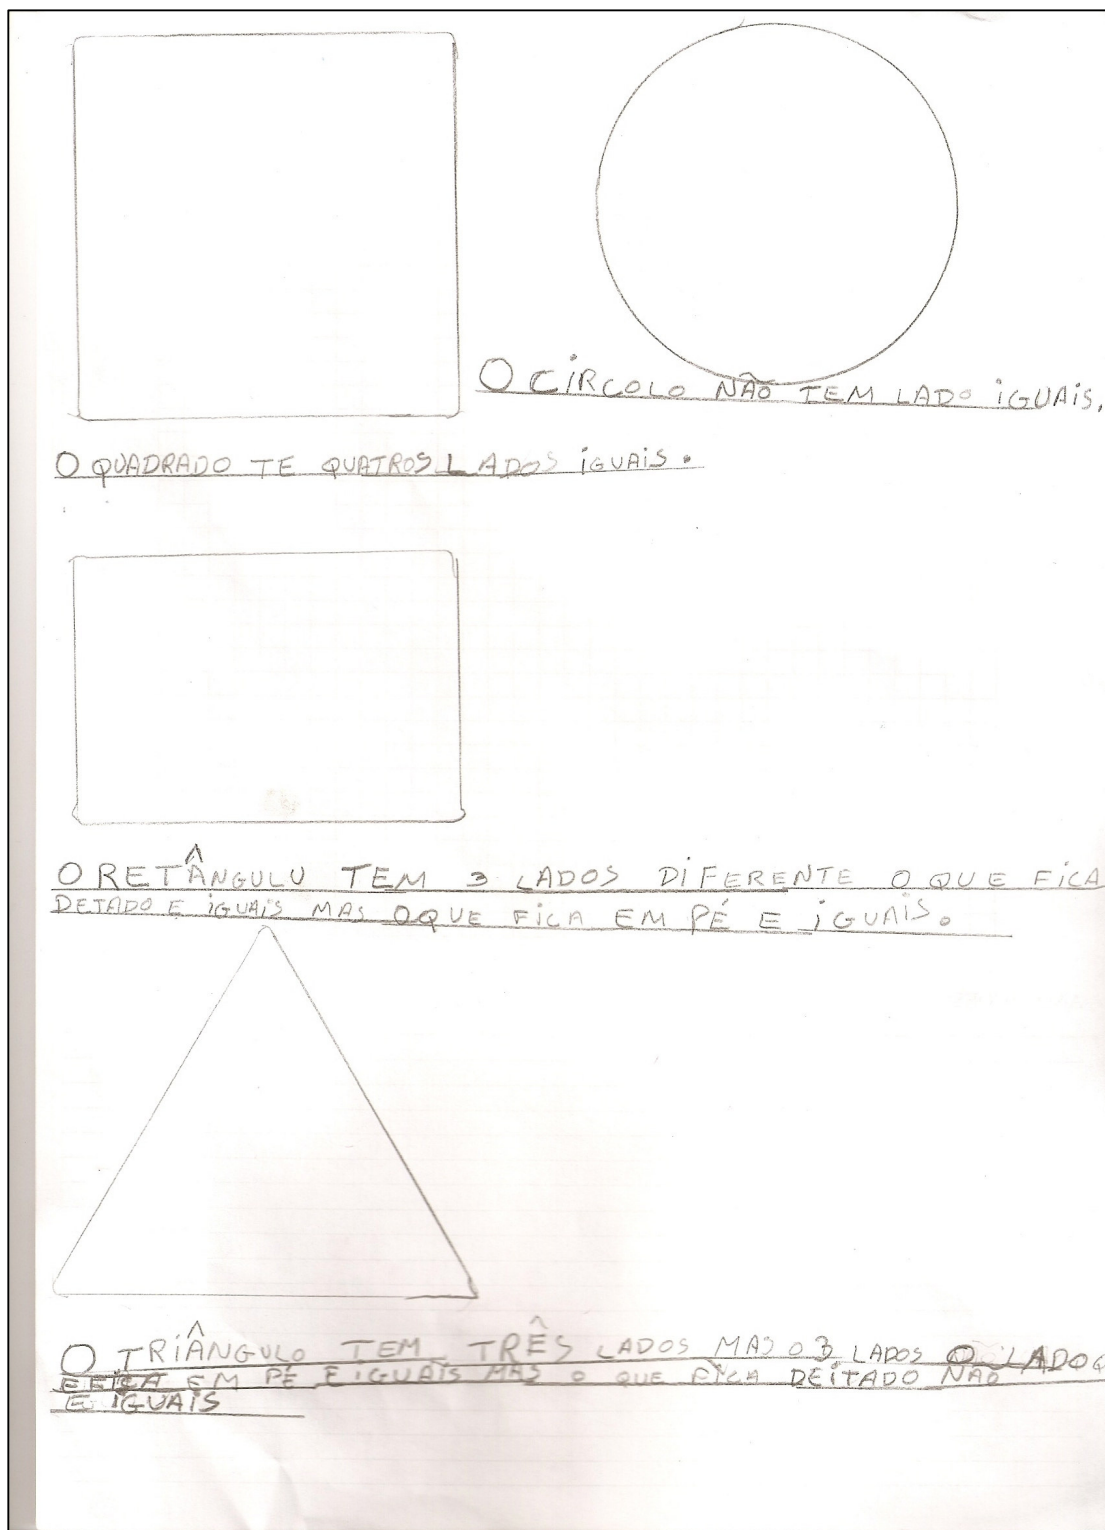 O CÍRCOLO NÃO TEM LADO IGUAIS,
O QUADRADO TE QUATROS LADOS IGUAIS.
O RETÂNGULU TEM 3 LADOS DIFERENTE O QUE FICA
DEITADO E IGUAIS MAS O QUE FICA EM PÉ E IGUAIS.
O TRIÂNGULO TEM TRÊS LADOS MAS O 3 LADOS O LADO
FICA EM PÉ E IGUAIS MAS O QUE FICA DEITADO NÃO
E IGUAIS